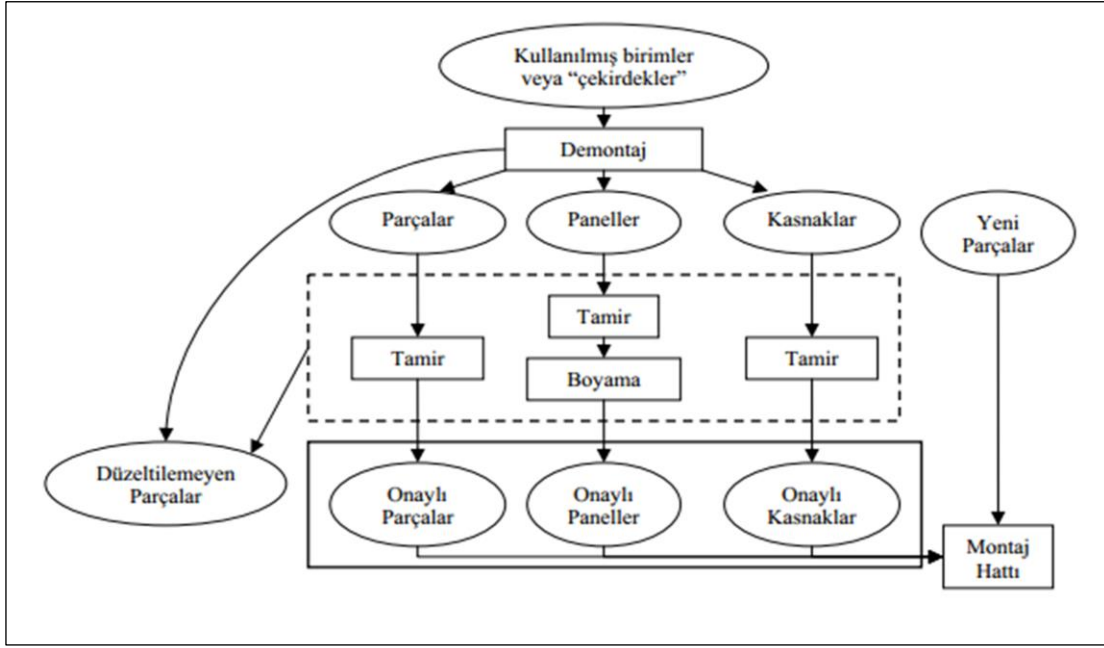 Kullanılmış birimler
veya “çekirdekler”
Demontaj
Parçalar
Paneller
Kasnaklar
Yeni
Parçalar
Tamir
Tamir
Tamir
Boyama
Düzeltilemeyen
Parçalar
Onaylı
Parçalar
Onaylı
Paneller
Onaylı
Kasnaklar
Montaj
Hattı